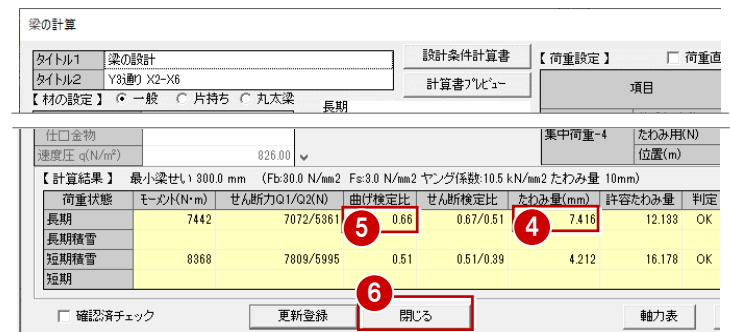 梁の計算
タイトル1 梁の設計 設計条件計算書 【 荷重設定 】 □ 荷重直
タイトル2 Y3通り X2-X6 計算書プレビュー 項目
【 材の設定 】 一般 片持ち 丸太梁 長期
仕口金物 集中荷重-4 たわみ用(N)
速度圧 q(N/m²) 826.00 位置(m)
【 計算結果 】 最小梁せい 300.0 mm (Fb:30.0 N/mm2 Fs:3.0 N/mm2 ヤング係数:10.5 kN/mm2 たわみ量 10mm)
荷重状態 モーメント(N・m) せん断力Q1/Q2(N) 曲げ検定比 せん断検定比 たわみ量(mm) 許容たわみ量 判定
長期 7442 7072/5361 0.66 0.67/0.51 7.416 12.133 OK
5 4
長期積雪
短期積雪 8368 7809/5995 0.51 0.51/0.39 4.212 16.178 OK
短期
6
確認済チェック 更新登録 閉じる 軸力表